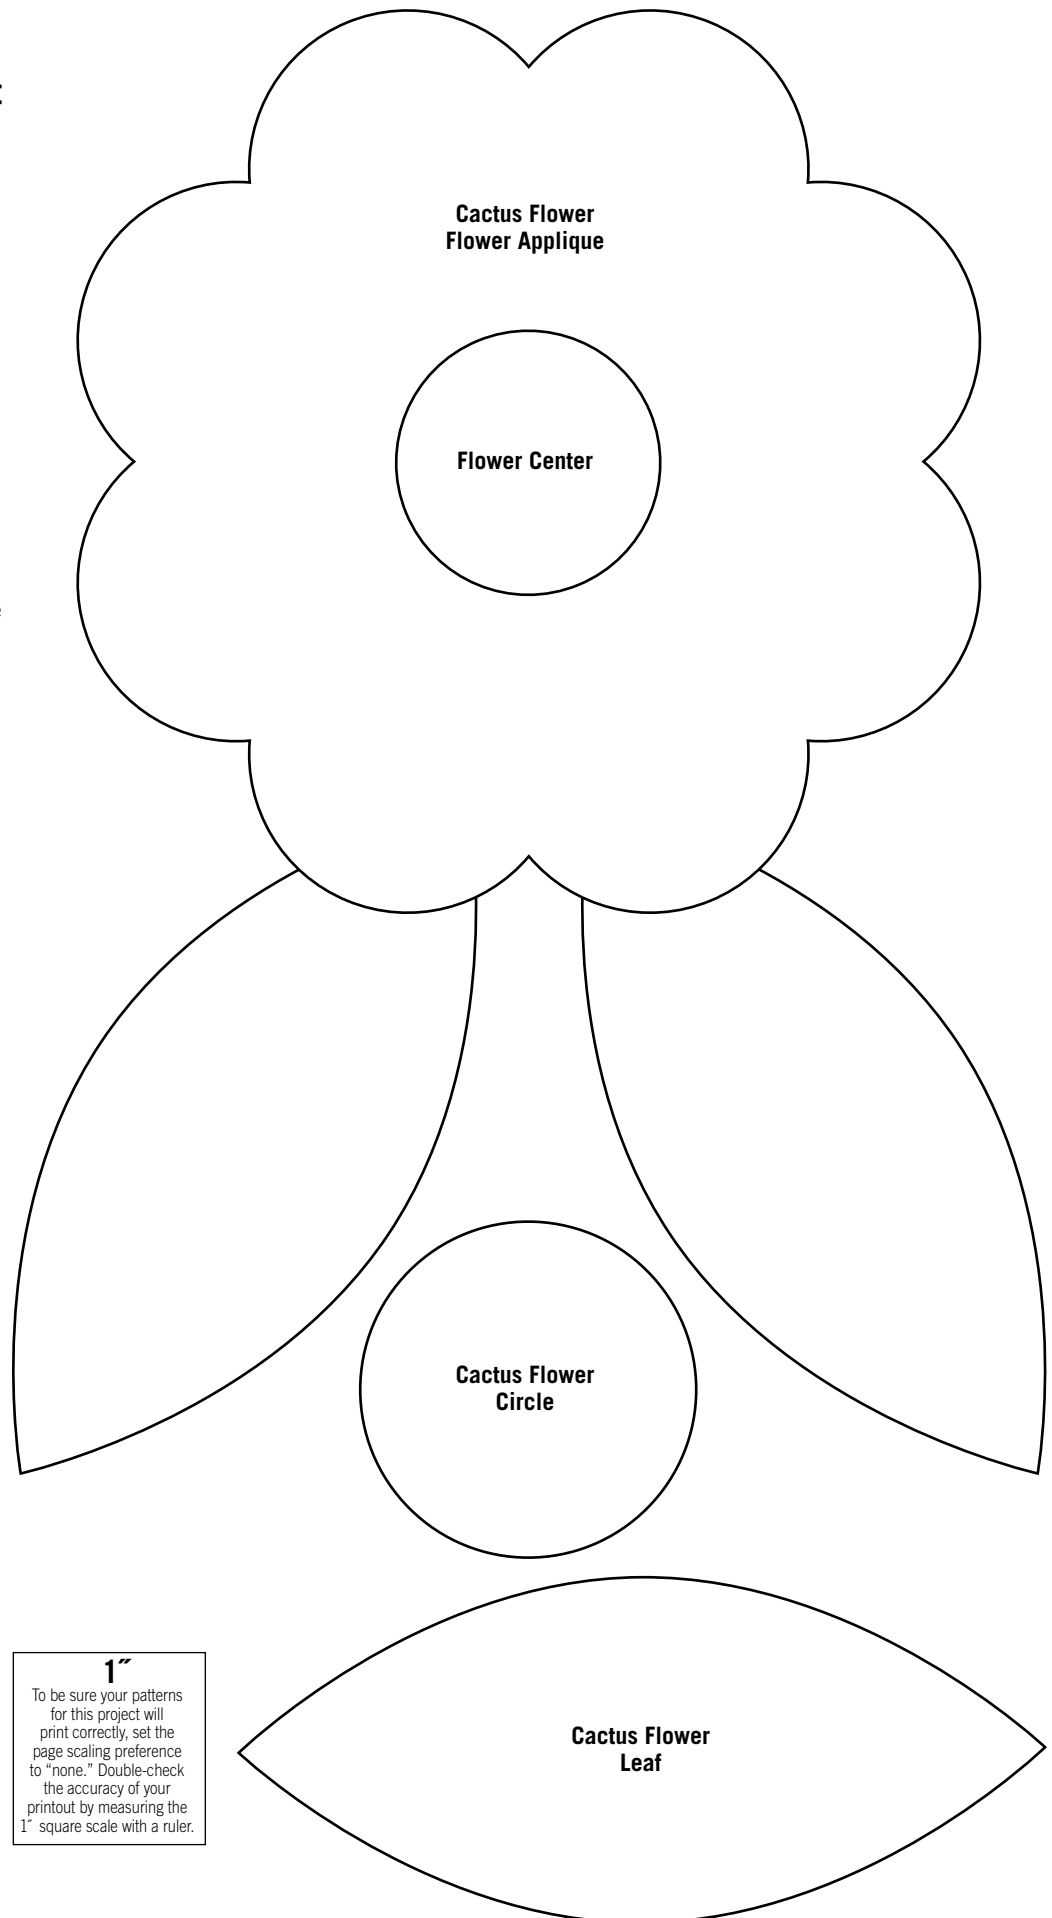 Cactus Flower
Flower Applique
Flower Center
Cactus Flower
Circle
1″
To be sure your patterns
for this project will
print correctly, set the
page scaling preference
to “none.” Double-check
the accuracy of your
printout by measuring the
1″ square scale with a ruler.
Cactus Flower
Leaf